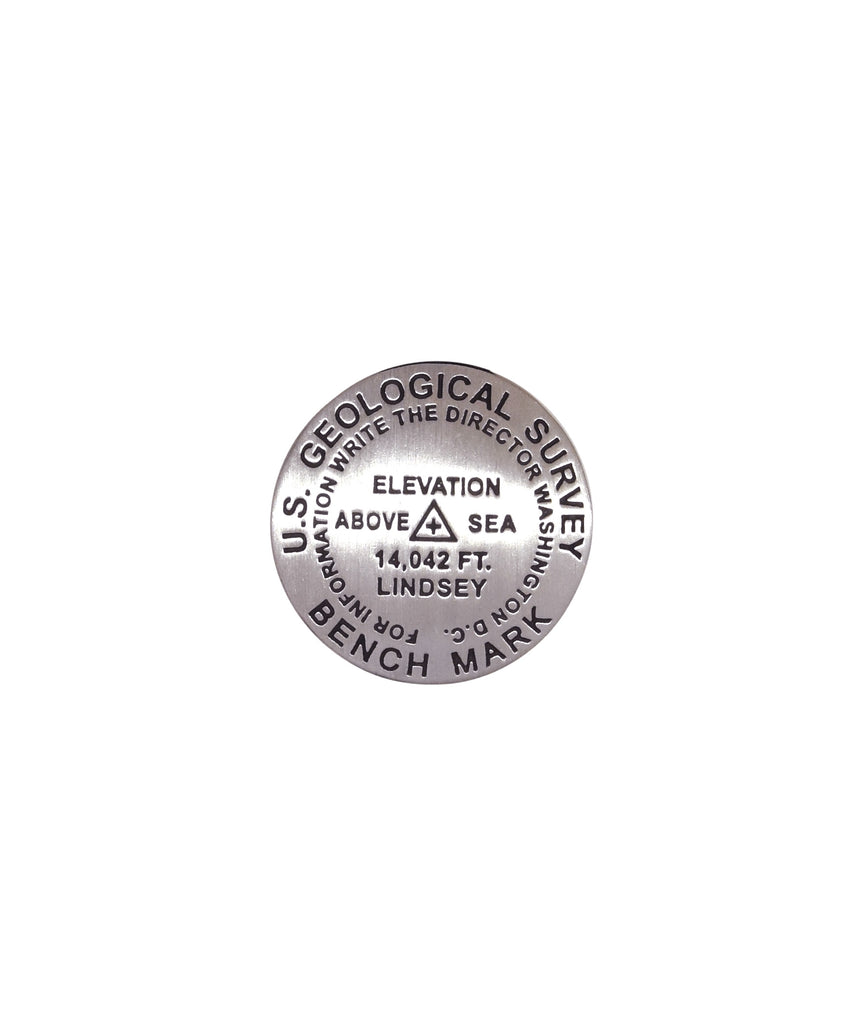 U.S. GEOLOGICAL SURVEY
FOR INFORMATION WRITE THE DIRECTOR WASHINGTON D.C.
ELEVATION
ABOVE + SEA
14,042 FT.
LINDSEY
BENCH MARK